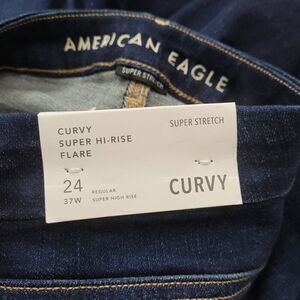 AMERICAN EAGLE
SUPER STRETCH
CURVY
SUPER HI-RISE
FLARE
SUPER STRETCH
24
37W
REGULAR
SUPER HIGH RISE
CURVY